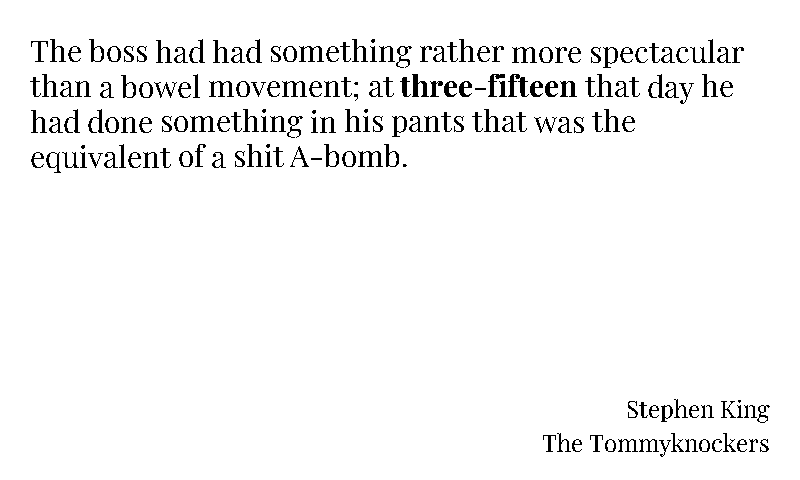 The boss had had something rather more spectacular
than a bowel movement; at three-fifteen that day he
had done something in his pants that was the
equivalent of a shit A-bomb.
Stephen King
The Tommyknockers